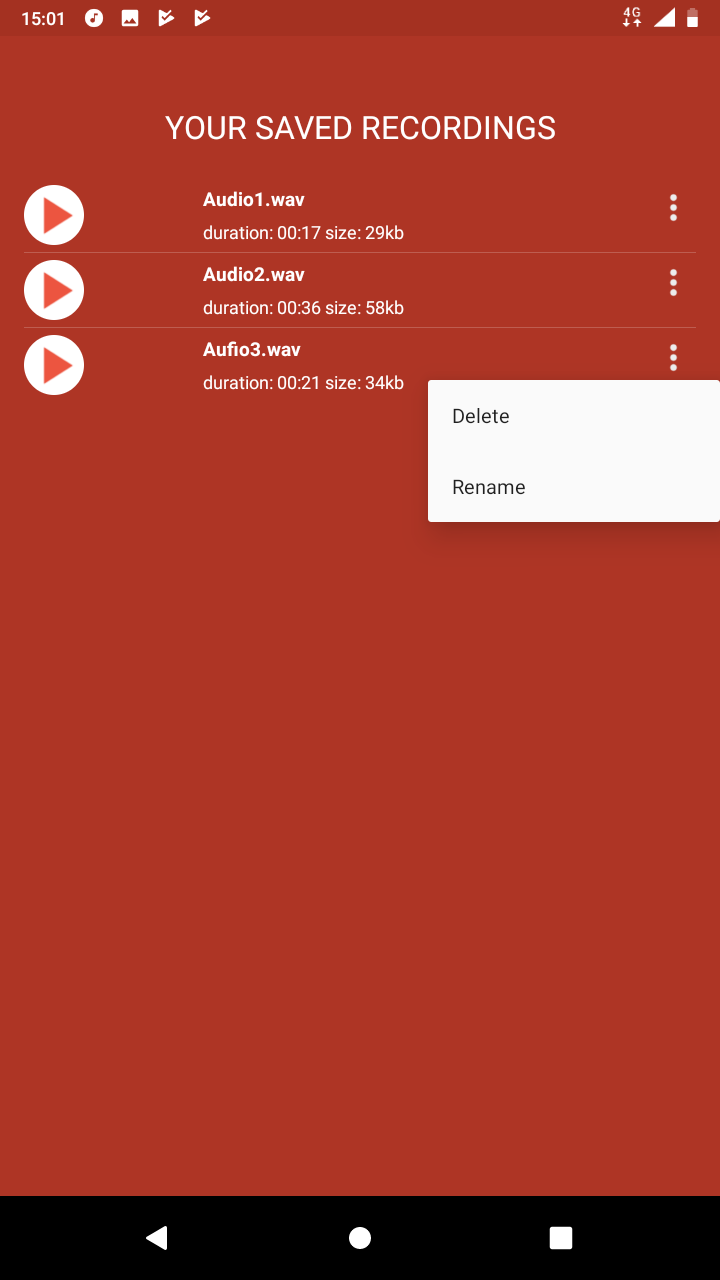 15:01
4G
YOUR SAVED RECORDINGS
Audio1.wav
duration: 00:17 size: 29kb
Audio2.wav
duration: 00:36 size: 58kb
Aufio3.wav
duration: 00:21 size: 34kb
Delete
Rename